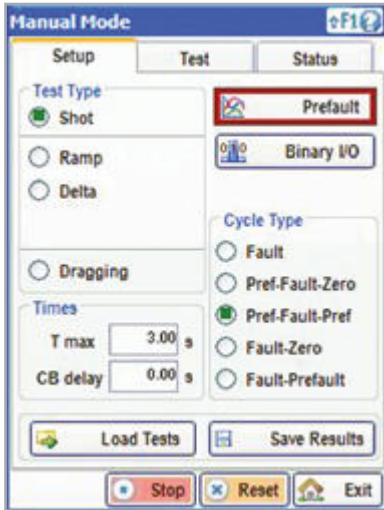 Manual Mode
F1
Setup
Test
Status
Test Type
Shot
Ramp
Delta
Dragging
Prefault
Binary I/O
Cycle Type
Fault
Pref-Fault-Zero
Pref-Fault-Pref
Fault-Zero
Fault-Prefault
Times
T max 3.00 s
CB delay 0.00 s
Load Tests
Save Results
Stop
Reset
Exit